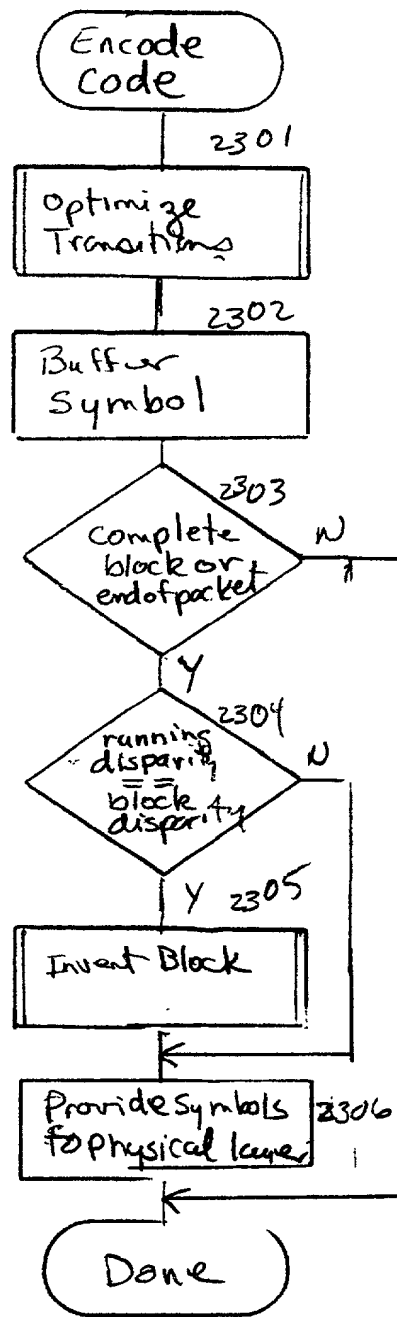 Encode
Code
2301
Optimize
Transitions
2302
Buffer
Symbol
2303
N
complete
block or
end of packet
Y
2304
N
running
disparity
==
block
disparity
Y 2305
Invert Block
Provide symbols 2306
to physical layer
Done